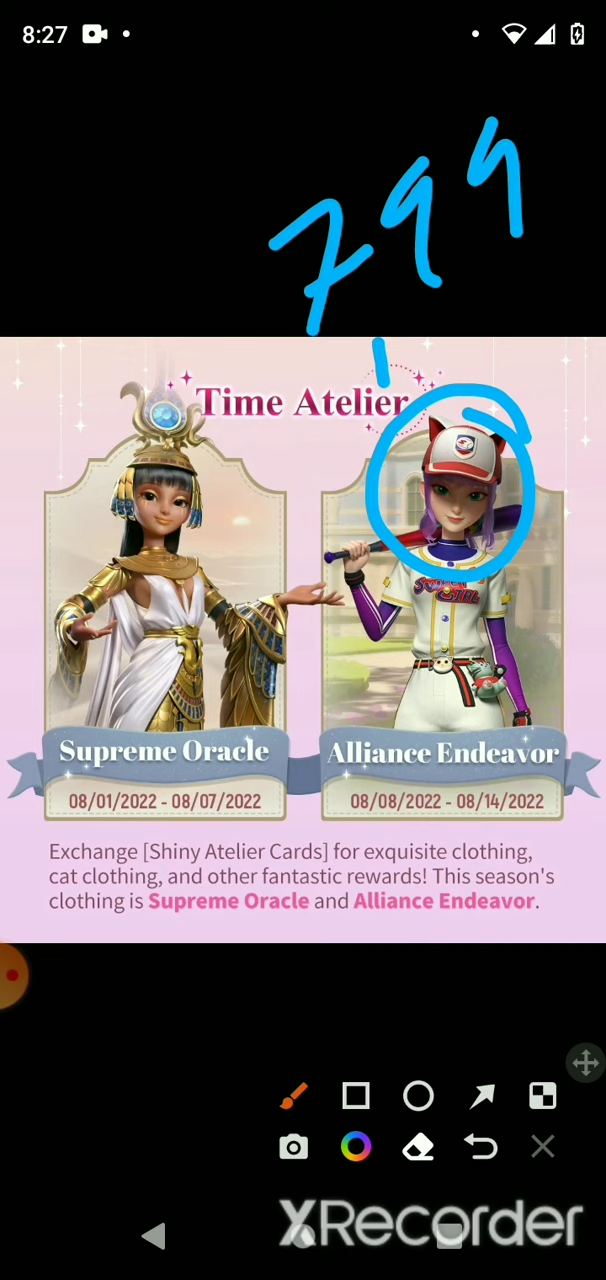 8:27
799
Time Atelier
Supreme Oracle
Alliance Endeavor
08/01/2022 - 08/07/2022
08/08/2022 - 08/14/2022
Exchange [Shiny Atelier Cards] for exquisite clothing,
cat clothing, and other fantastic rewards! This season's
clothing is Supreme Oracle and Alliance Endeavor.
XRecorder